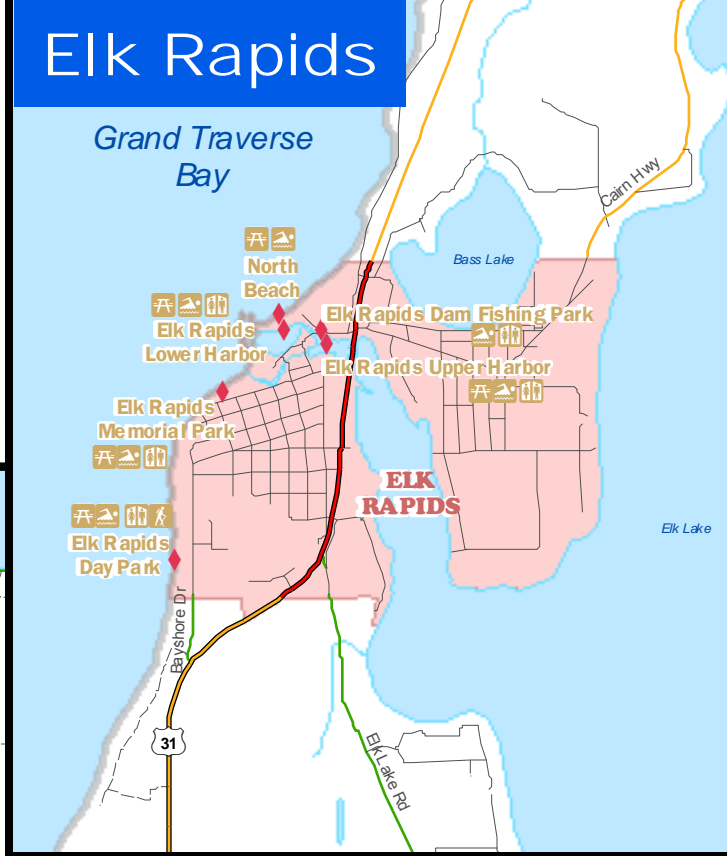 Elk Rapids
Grand Traverse
Bay
Cairn Hwy
Bass Lake
North
Beach
Elk Rapids Dam Fishing Park
Elk Rapids
Lower Harbor
Elk Rapids Upper Harbor
Elk Rapids
Memorial Park
ELK
RAPIDS
Elk Lake
Elk Rapids
Day Park
Bayshore Dr
31
Elk Lake Rd